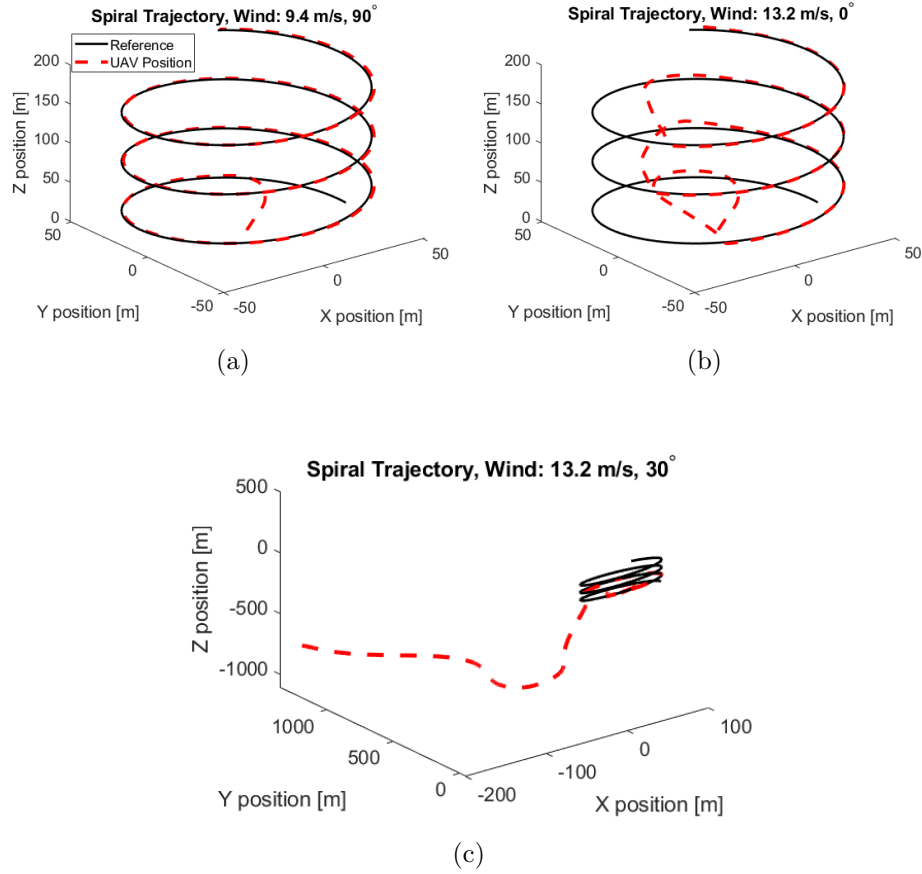 Spiral Trajectory, Wind: 9.4 m/s, 90°
Reference
UAV Position
Z position [m]
200
150
100
50
0
50
0
-50
Y position [m]
-50
0
50
X position [m]
(a)
Spiral Trajectory, Wind: 13.2 m/s, 0°
Z position [m]
200
150
100
50
0
50
0
-50
Y position [m]
-50
0
50
X position [m]
(b)
Spiral Trajectory, Wind: 13.2 m/s, 30°
Z position [m]
500
0
-500
-1000
1000
500
0
Y position [m]
-200
-100
0
100
X position [m]
(c)